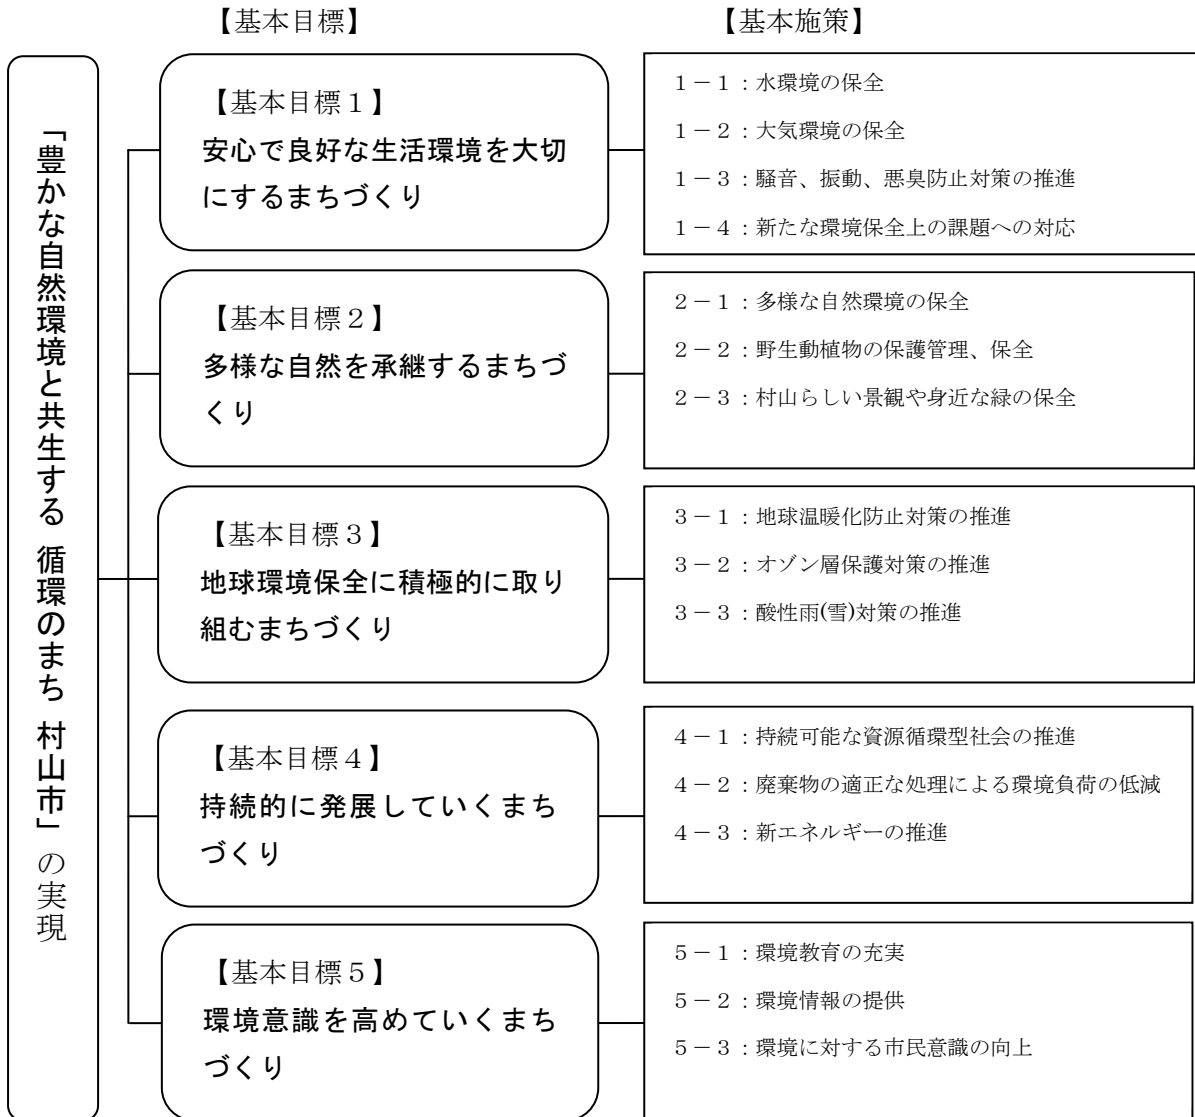 【基本目標】
【基本施策】
「豊かな自然環境と共生する 循環のまち 村山市」の実現
【基本目標１】
安心で良好な生活環境を大切
にするまちづくり
１－１：水環境の保全
１－２：大気環境の保全
１－３：騒音、振動、悪臭防止対策の推進
１－４：新たな環境保全上の課題への対応
【基本目標２】
多様な自然を承継するまちづ
くり
２－１：多様な自然環境の保全
２－２：野生動植物の保護管理、保全
２－３：村山らしい景観や身近な緑の保全
【基本目標３】
地球環境保全に積極的に取り
組むまちづくり
３－１：地球温暖化防止対策の推進
３－２：オゾン層保護対策の推進
３－３：酸性雨(雪)対策の推進
【基本目標４】
持続的に発展していくまち
づくり
４－１：持続可能な資源循環型社会の推進
４－２：廃棄物の適正な処理による環境負荷の低減
４－３：新エネルギーの推進
【基本目標５】
環境意識を高めていくまち
づくり
５－１：環境教育の充実
５－２：環境情報の提供
５－３：環境に対する市民意識の向上